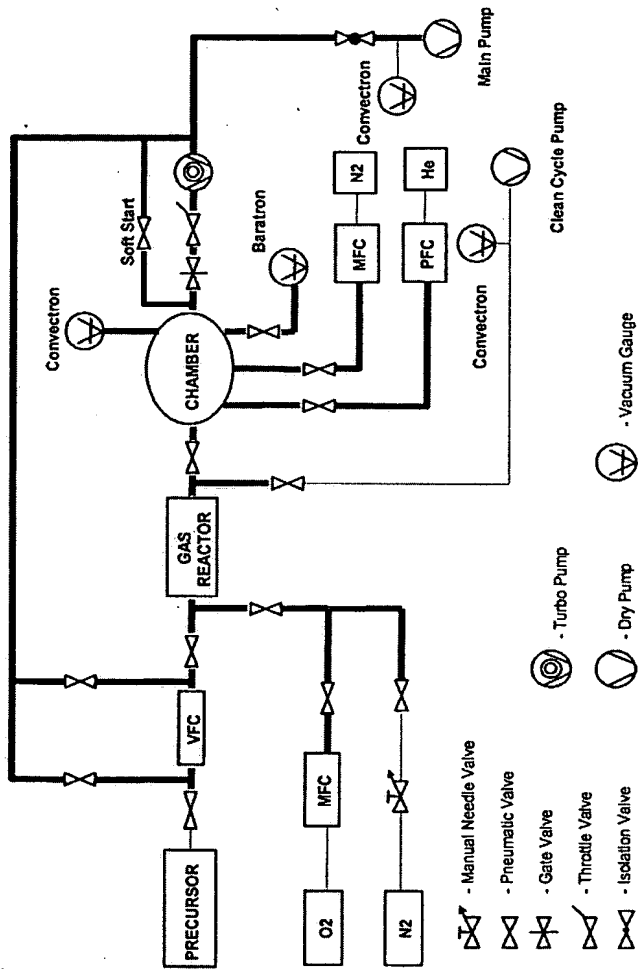 Convectron
Soft Start
CHAMBER
Baratron
MFC
N2
PFC
He
Convectron
Main Pump
Convectron
Clean Cycle Pump
PRECURSOR
VFC
GAS
REACTOR
O2
MFC
N2
- Manual Needle Valve
- Pneumatic Valve
- Gate Valve
- Throttle Valve
- Isolation Valve
- Turbo Pump
- Dry Pump
- Vacuum Gauge